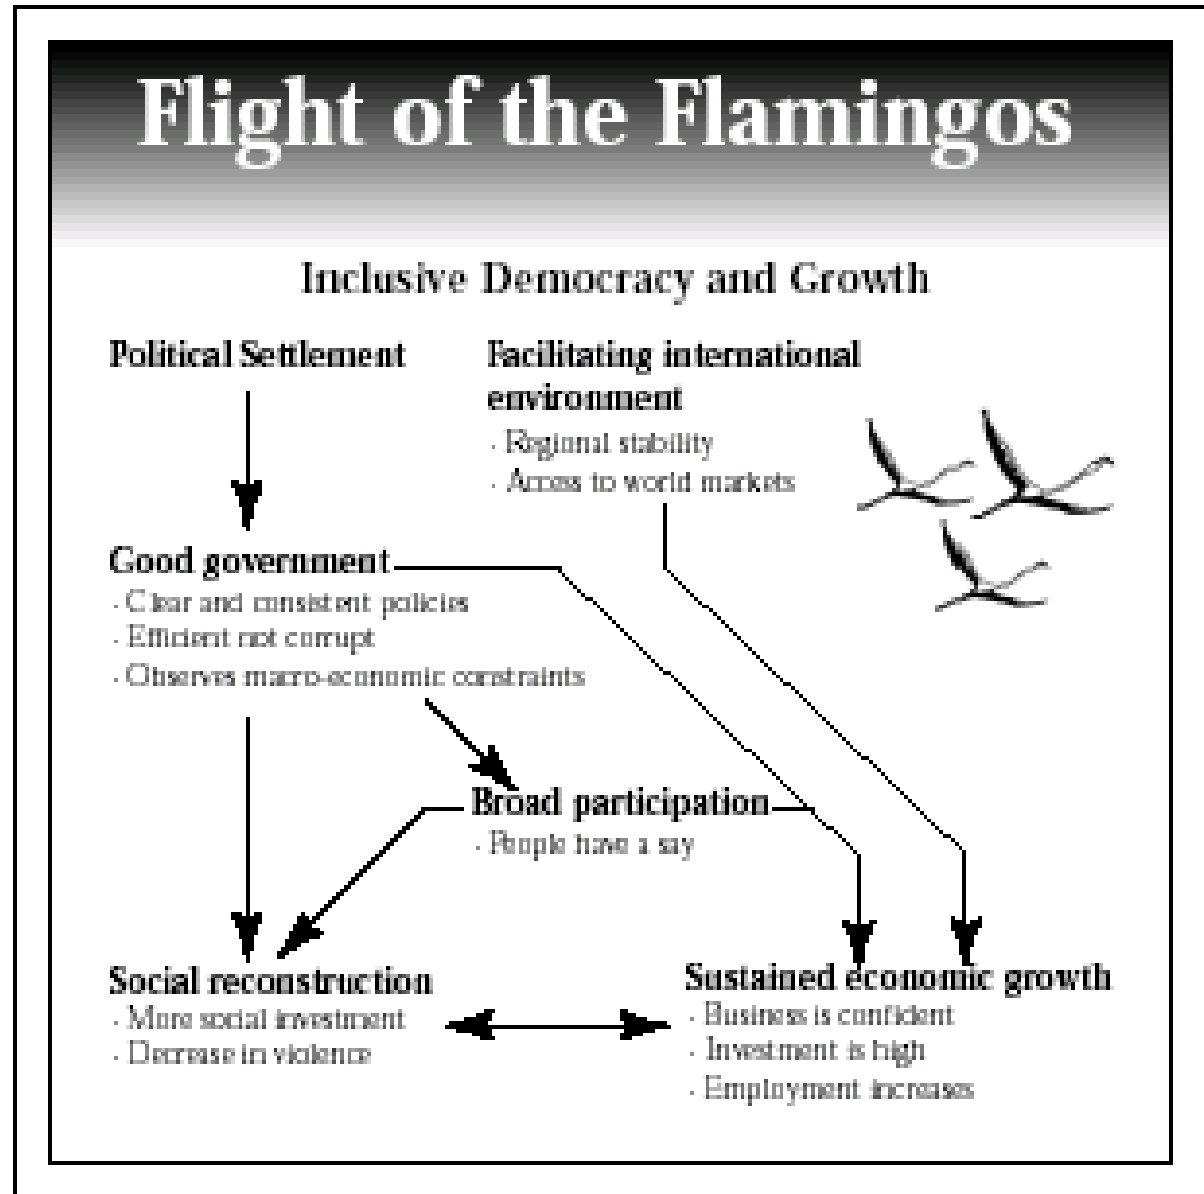 Flight of the Flamingos
Inclusive Democracy and Growth
Political Settlement
Facilitating international
environment
· Regional stability
· Access to world markets
Good government
· Clear and consistent policies
· Efficient not corrupt
· Observes macro-economic constraints
Broad participation
· People have a say
Social reconstruction
· More social investment
· Decrease in violence
Sustained economic growth
· Business is confident
· Investment is high
· Employment increases